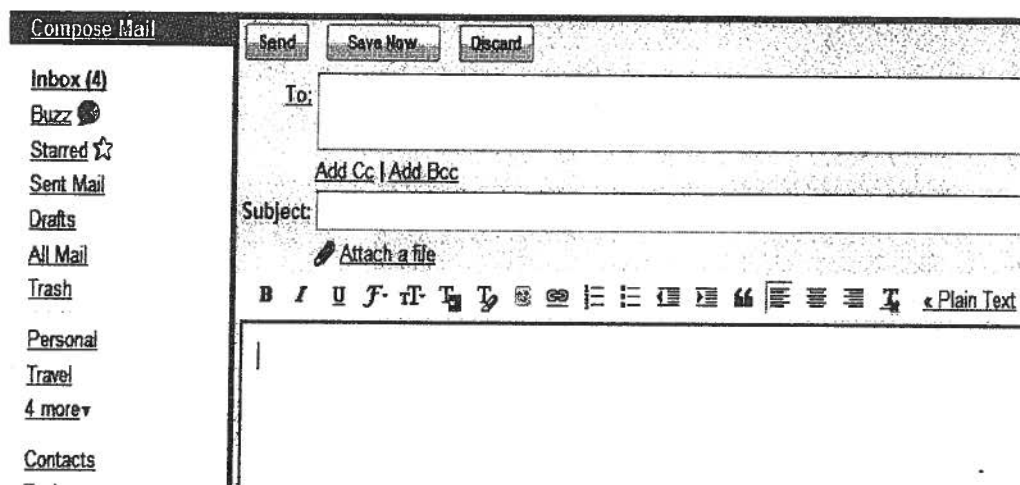 Compose Mail
Send Save Now Discard
Inbox (4)
Buzz
Starred
Sent Mail
Drafts
All Mail
Trash
Personal
Travel
4 more
Contacts
To:
Add Cc | Add Bcc
Subject:
Attach a file
B I U F T T T T « Plain Text